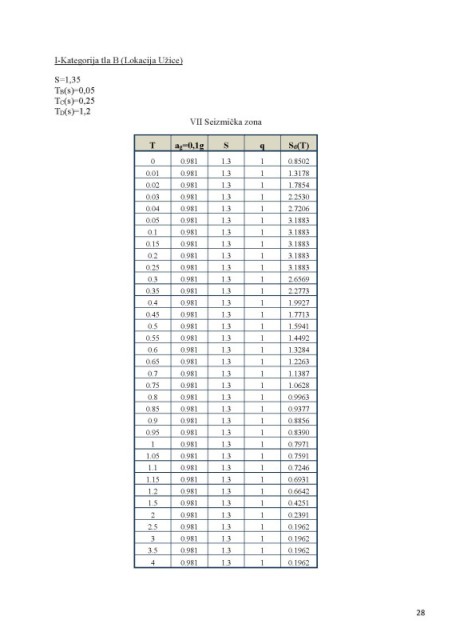 I-Kategorija tla B (Lokacija Užice)
S=1,35
TB(s)=0,05
TC(s)=0,25
TD(s)=1,2
VII Seizmička zona
T ag=0,1g S q Sd(T)
0 0.981 1.3 1 0.8502
0.01 0.981 1.3 1 1.3178
0.02 0.981 1.3 1 1.7854
0.03 0.981 1.3 1 2.2530
0.04 0.981 1.3 1 2.7206
0.05 0.981 1.3 1 3.1883
0.1 0.981 1.3 1 3.1883
0.15 0.981 1.3 1 3.1883
0.2 0.981 1.3 1 3.1883
0.25 0.981 1.3 1 3.1883
0.3 0.981 1.3 1 2.6569
0.35 0.981 1.3 1 2.2773
0.4 0.981 1.3 1 1.9927
0.45 0.981 1.3 1 1.7713
0.5 0.981 1.3 1 1.5941
0.55 0.981 1.3 1 1.4492
0.6 0.981 1.3 1 1.3284
0.65 0.981 1.3 1 1.2263
0.7 0.981 1.3 1 1.1387
0.75 0.981 1.3 1 1.0628
0.8 0.981 1.3 1 0.9963
0.85 0.981 1.3 1 0.9377
0.9 0.981 1.3 1 0.8856
0.95 0.981 1.3 1 0.8390
1 0.981 1.3 1 0.7971
1.05 0.981 1.3 1 0.7591
1.1 0.981 1.3 1 0.7246
1.15 0.981 1.3 1 0.6931
1.2 0.981 1.3 1 0.6642
1.5 0.981 1.3 1 0.4251
2 0.981 1.3 1 0.2391
2.5 0.981 1.3 1 0.1962
3 0.981 1.3 1 0.1962
3.5 0.981 1.3 1 0.1962
4 0.981 1.3 1 0.1962
28